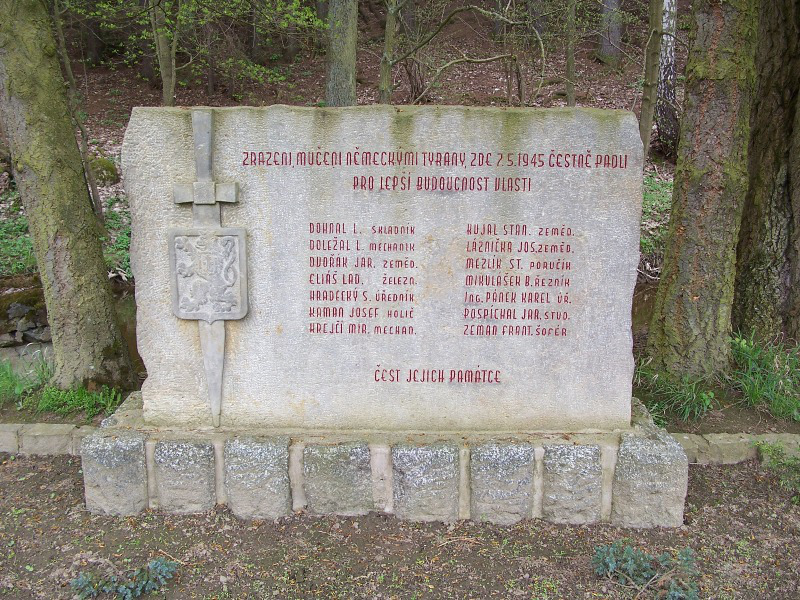 ZRAZENI, MUČENI NĚMECKÝMI TYRANY, ZDE 7.5.1945 ČESTNĚ PADLI
PRO LEPŠÍ BUDOUCNOST VLASTI
DOHNAL L. SKLADNÍK
DOLEŽAL L. MECHANIK
DVOŘÁK JAR. ZEMĚD.
ELIÁŠ LAD. ŽELEZN.
HRADECKÝ S. ÚŘEDNÍK
KAMAN JOSEF HOLIČ
KREJČÍ MIR. MECHAN.
KUJAL STAN. ZEMĚD.
LÁZNIČKA JOS. ZEMĚD.
MEZLÍK ST. PORUČÍK
MIKULÁŠEK B. ŘEZNÍK
ING. PÁNEK KAREL ÚŘ.
POSPÍCHAL JAR. STUD.
ZEMAN FRANT. ŠOFÉR
ČEST JEJICH PAMÁTCE